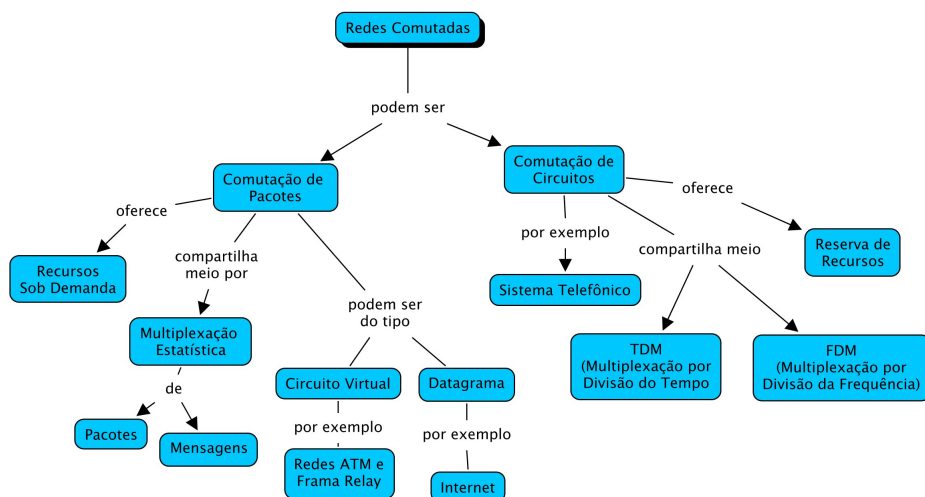 Redes Comutadas
podem ser
Comutação de
Pacotes
Comutação de
Circuitos
oferece
oferece
Recursos
Sob Demanda
compartilha
meio por
por exemplo
compartilha meio
Reserva de
Recursos
Sistema Telefônico
podem ser
do tipo
Multiplexação
Estatística
TDM
(Multiplexação por
Divisão do Tempo
FDM
(Multiplexação por
Divisão da Frequência)
Circuito Virtual
Datagrama
de
Pacotes
Mensagens
por exemplo
por exemplo
Redes ATM e
Frama Relay
Internet